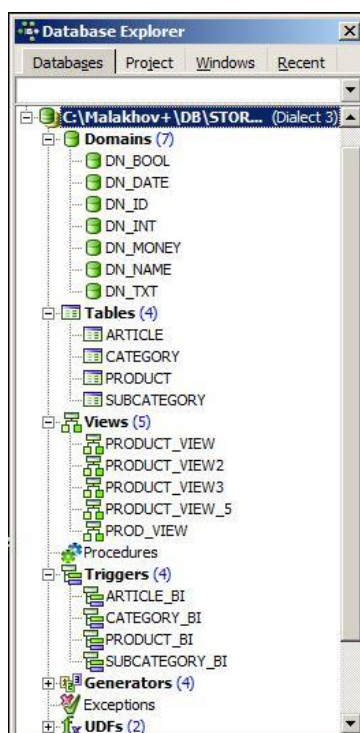 Database Explorer
Databases Project Windows Recent
C:\Malakhov+\DB\STOR... (Dialect 3)
Domains (7)
DN_BOOL
DN_DATE
DN_ID
DN_INT
DN_MONEY
DN_NAME
DN_TXT
Tables (4)
ARTICLE
CATEGORY
PRODUCT
SUBCATEGORY
Views (5)
PRODUCT_VIEW
PRODUCT_VIEW2
PRODUCT_VIEW3
PRODUCT_VIEW_5
PROD_VIEW
Procedures
Triggers (4)
ARTICLE_BI
CATEGORY_BI
PRODUCT_BI
SUBCATEGORY_BI
Generators (4)
Exceptions
UDFs (2)